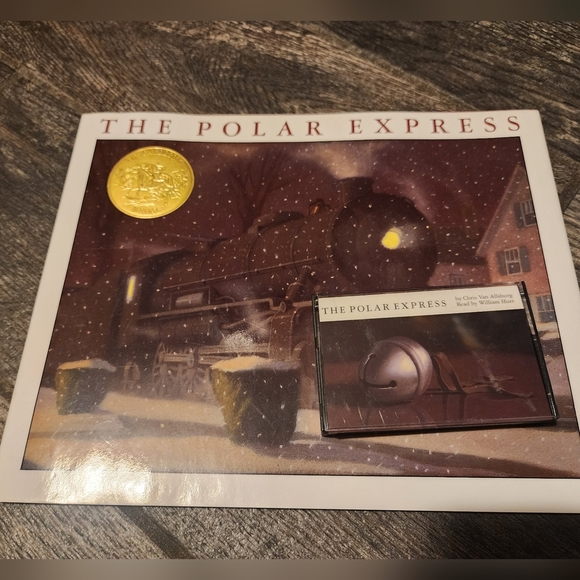 THE POLAR EXPRESS
THE POLAR EXPRESS
by Chris Van Allsburg
Read by William Hurt